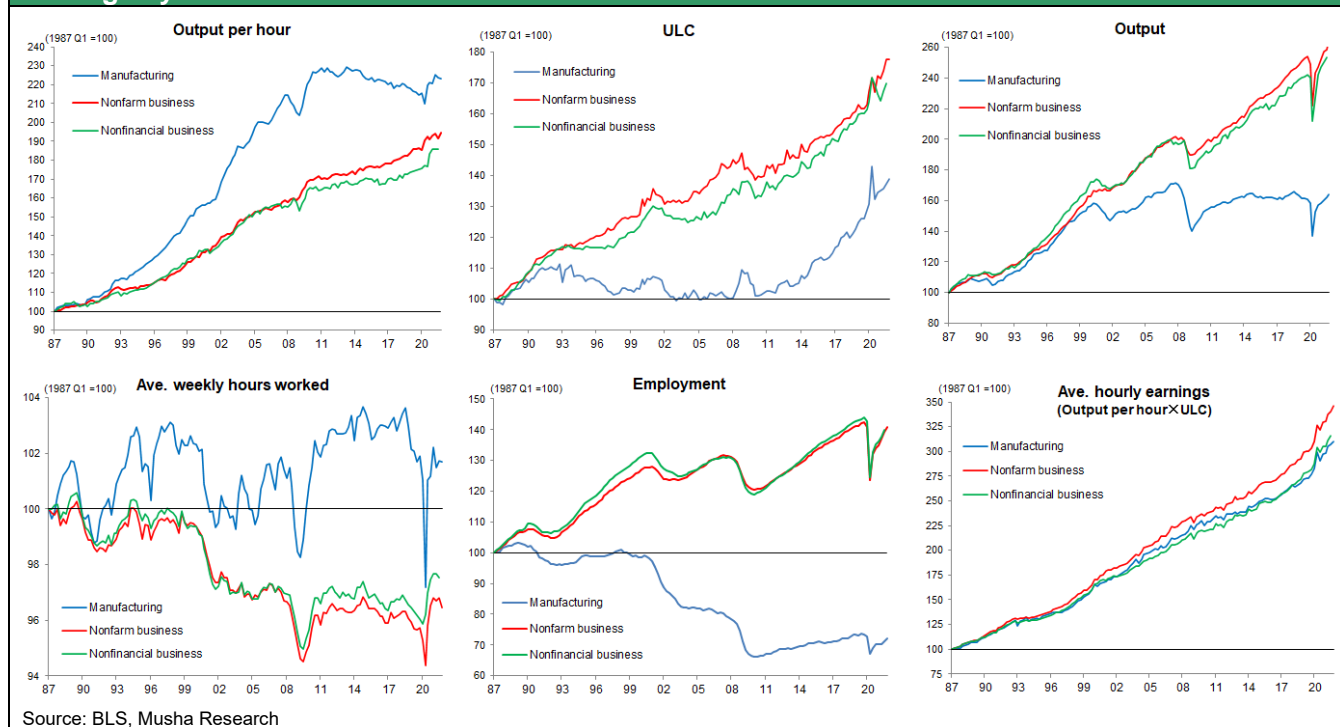 Output per hour
(1987 Q1 =100)
240
230
220
210
200
190
180
170
160
150
140
130
120
110
100
90
Manufacturing
Nonfarm business
Nonfinancial business
87 90 93 96 99 02 05 08 11 14 17 20
ULC
(1987 Q1 =100)
180
170
160
150
140
130
120
110
100
90
Manufacturing
Nonfarm business
Nonfinancial business
87 90 93 96 99 02 05 08 11 14 17 20
Output
(1987 Q1 =100)
260
240
220
200
180
160
140
120
100
80
Manufacturing
Nonfarm business
Nonfinancial business
87 90 93 96 99 02 05 08 11 14 17 20
Ave. weekly hours worked
(1987 Q1 =100)
104
102
100
98
96
94
Manufacturing
Nonfarm business
Nonfinancial business
87 90 93 96 99 02 05 08 11 14 17 20
Employment
(1987 Q1 =100)
150
140
130
120
110
100
90
80
70
60
Manufacturing
Nonfarm business
Nonfinancial business
87 90 93 96 99 02 05 08 11 14 17 20
Ave. hourly earnings
(Output per hour×ULC)
(1987 Q1 =100)
350
325
300
275
250
225
200
175
150
125
100
75
Manufacturing
Nonfarm business
Nonfinancial business
87 90 93 96 99 02 05 08 11 14 17 20
Source: BLS, Musha Research